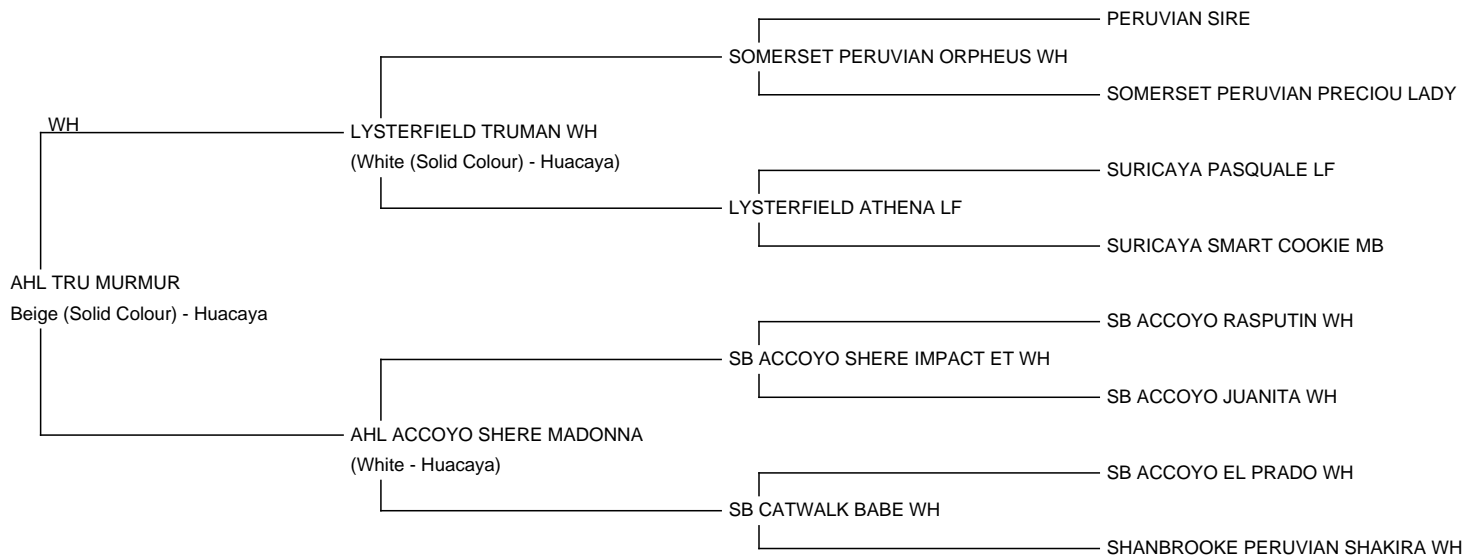 PERUVIAN SIRE
SOMERSET PERUVIAN ORPHEUS WH
SOMERSET PERUVIAN PRECIOU LADY
WH
LYSTERFIELD TRUMAN WH
(White (Solid Colour) - Huacaya)
SURICAYA PASQUALE LF
LYSTERFIELD ATHENA LF
SURICAYA SMART COOKIE MB
AHL TRU MURMUR
Beige (Solid Colour) - Huacaya
SB ACCOYO RASPUTIN WH
SB ACCOYO SHERE IMPACT ET WH
SB ACCOYO JUANITA WH
AHL ACCOYO SHERE MADONNA
(White - Huacaya)
SB ACCOYO EL PRADO WH
SB CATWALK BABE WH
SHANBROOKE PERUVIAN SHAKIRA WH